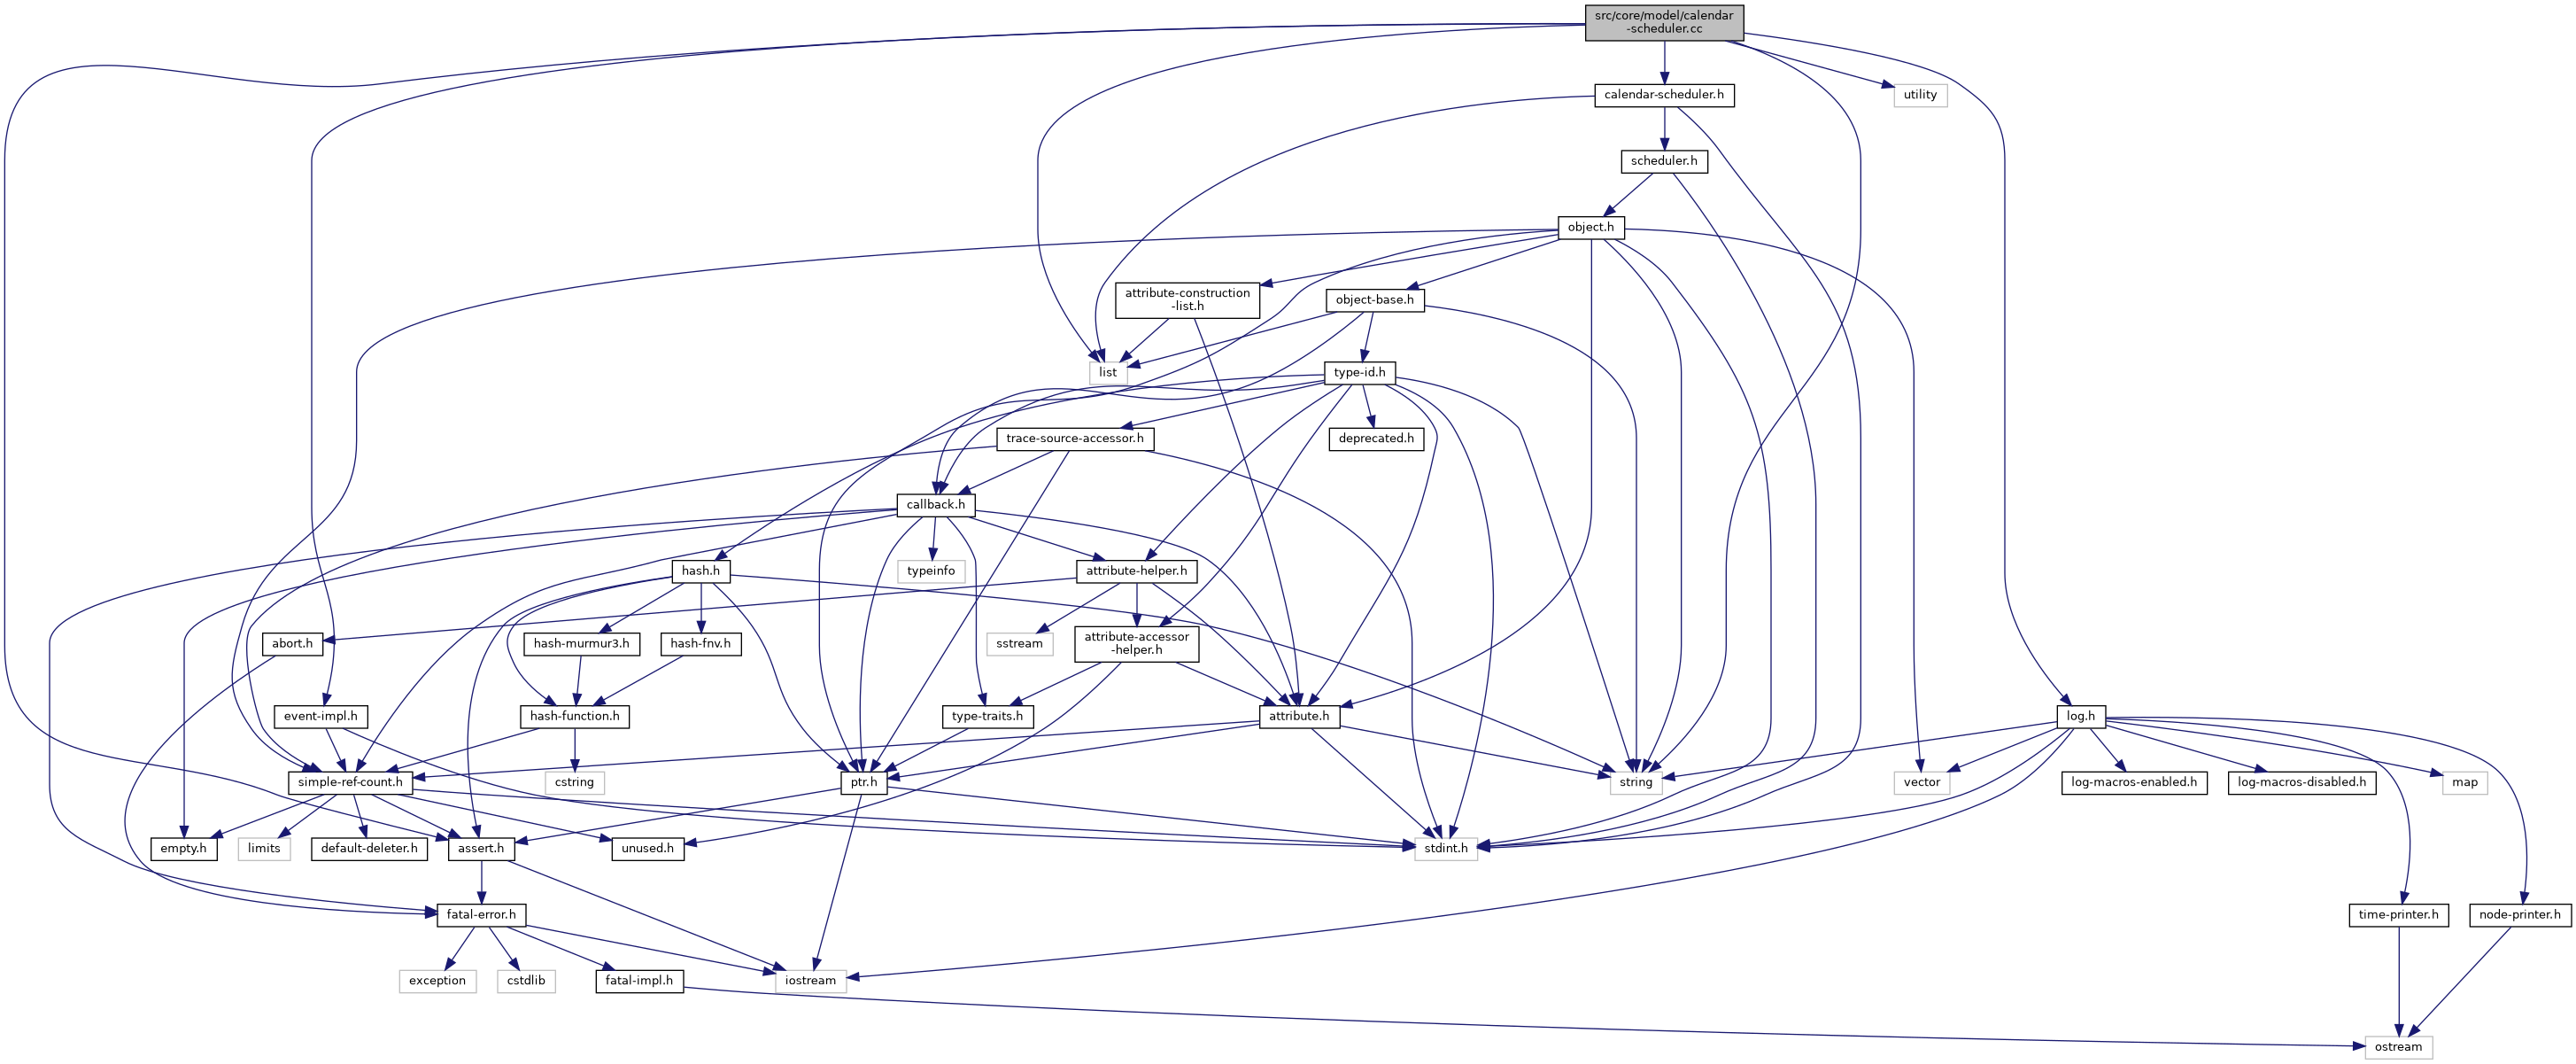 src/core/model/calendar
-scheduler.cc
calendar-scheduler.h
utility
scheduler.h
object.h
attribute-construction
-list.h
object-base.h
list
type-id.h
trace-source-accessor.h
deprecated.h
callback.h
hash.h
typeinfo
attribute-helper.h
abort.h
hash-murmur3.h
hash-fnv.h
sstream
attribute-accessor
-helper.h
event-impl.h
hash-function.h
type-traits.h
attribute.h
log.h
simple-ref-count.h
cstring
ptr.h
string
vector
log-macros-enabled.h
log-macros-disabled.h
map
empty.h
limits
default-deleter.h
assert.h
unused.h
stdint.h
fatal-error.h
time-printer.h
node-printer.h
exception
cstdlib
fatal-impl.h
iostream
ostream